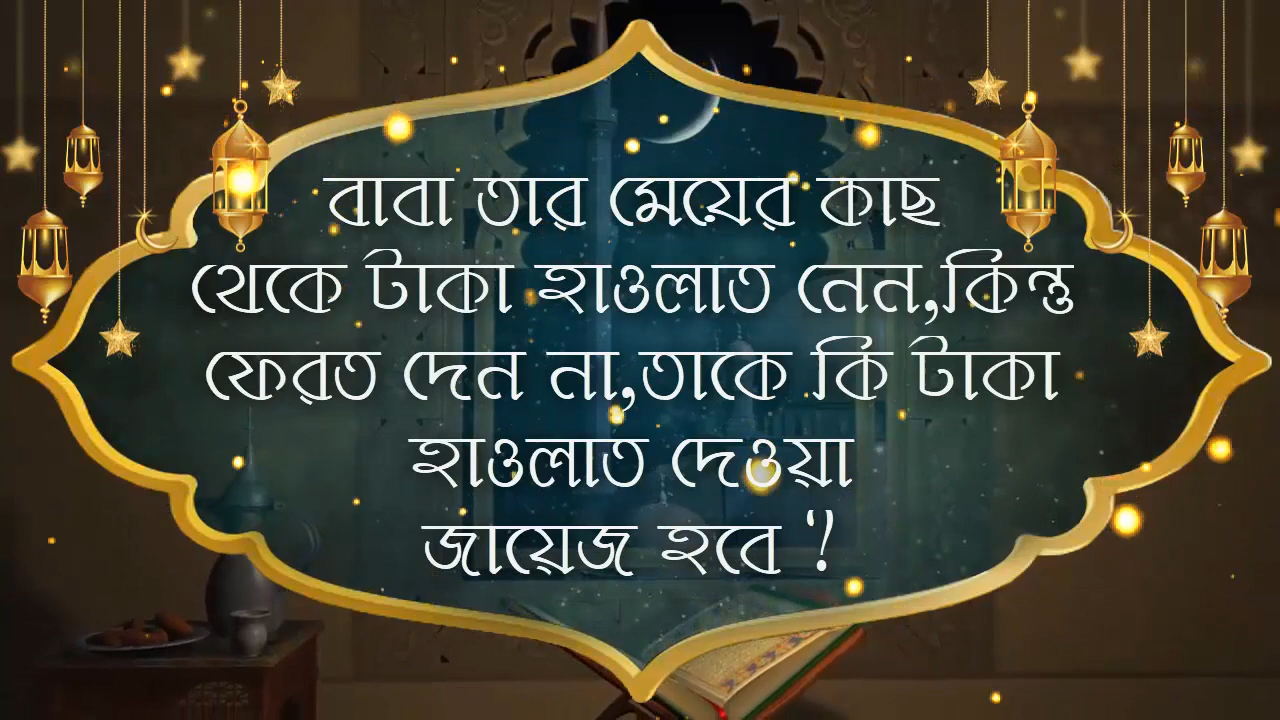 বাবা তার মেয়ের কাছ
থেকে টাকা হাওলাত নেন,কিন্তু
ফেরত দেন না,তাকে কি টাকা
হাওলাত দেওয়া
জায়েজ হবে ?